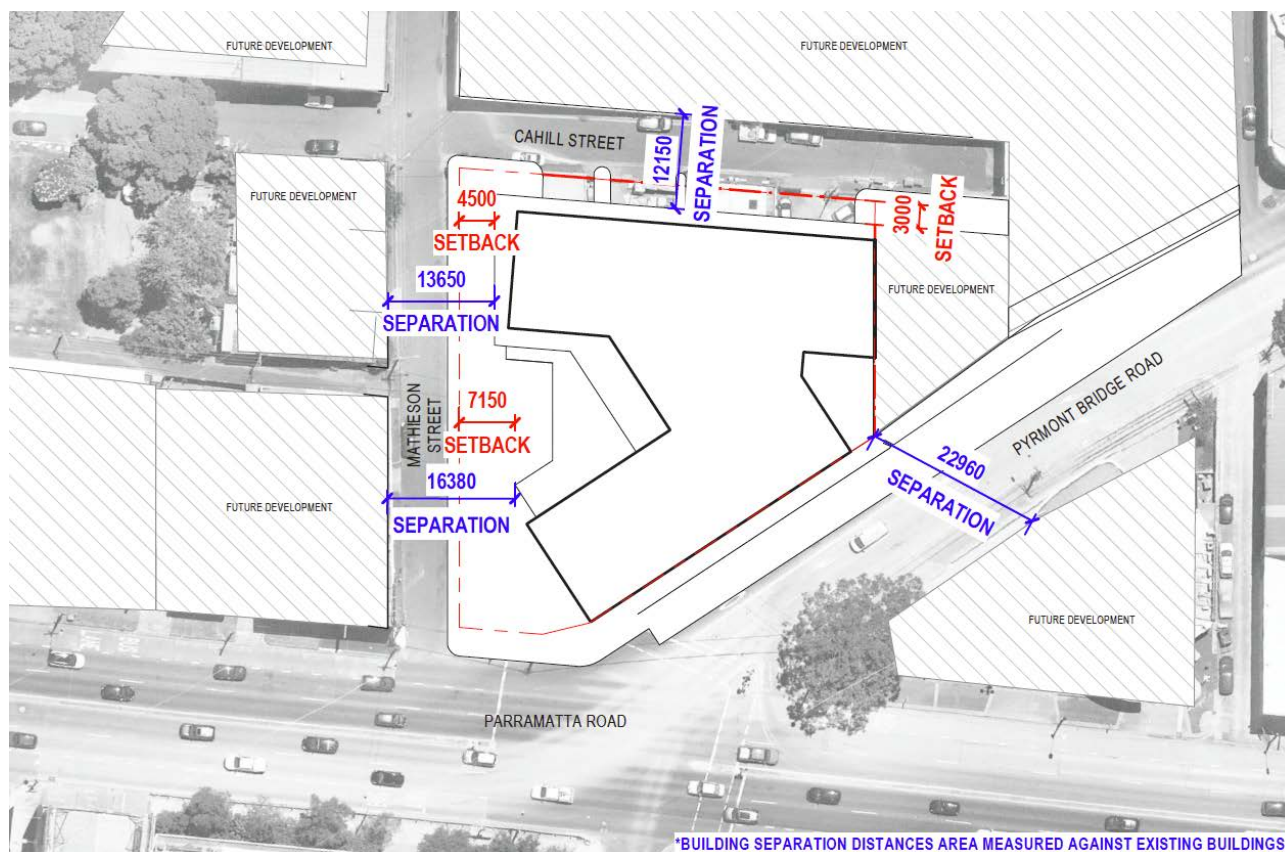 FUTURE DEVELOPMENT
FUTURE DEVELOPMENT
CAHILL STREET
12150
SEPARATION
FUTURE DEVELOPMENT
4500
SETBACK
3000
SETBACK
13650
SEPARATION
FUTURE DEVELOPMENT
MATHIESON
STREET
7150
SETBACK
PYRMONT BRIDGE ROAD
16380
SEPARATION
22960
SEPARATION
FUTURE DEVELOPMENT
FUTURE DEVELOPMENT
PARRAMATTA ROAD
*BUILDING SEPARATION DISTANCES AREA MEASURED AGAINST EXISTING BUILDINGS